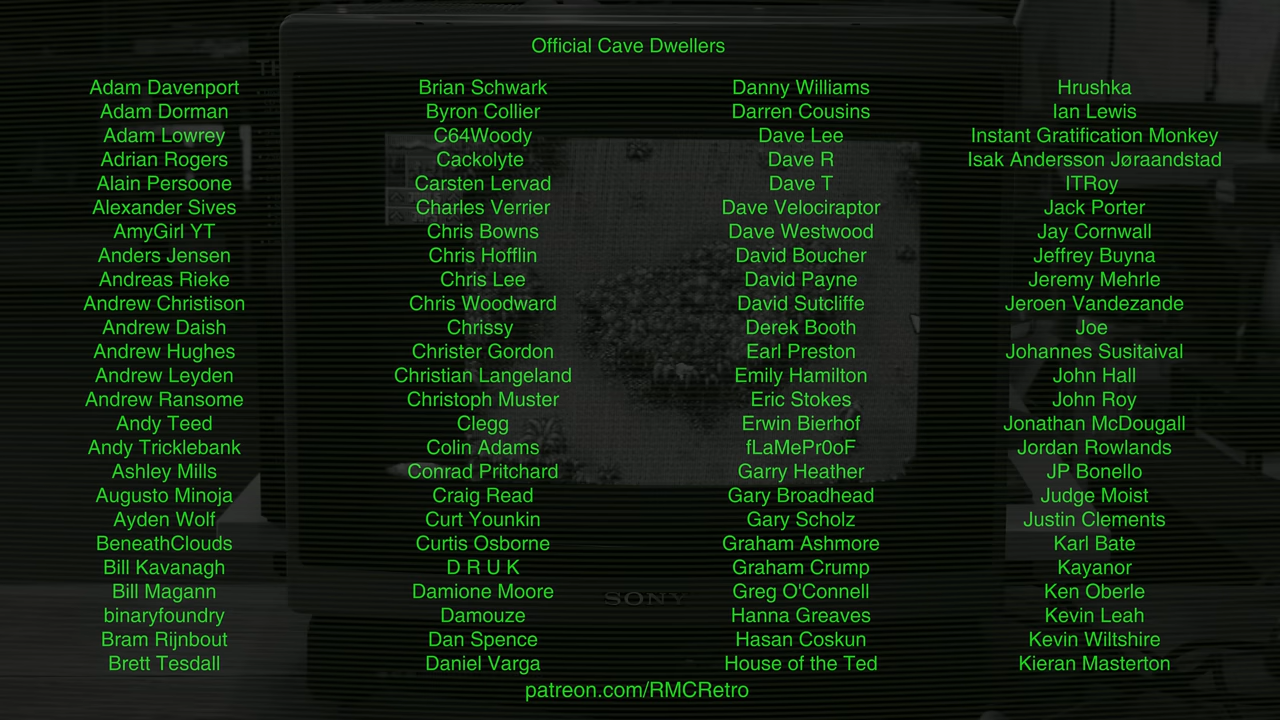 Official Cave Dwellers
Adam Davenport
Adam Dorman
Adam Lowrey
Adrian Rogers
Alain Persoone
Alexander Sives
AmyGirl YT
Anders Jensen
Andreas Rieke
Andrew Christison
Andrew Daish
Andrew Hughes
Andrew Leyden
Andrew Ransome
Andy Teed
Andy Tricklebank
Ashley Mills
Augusto Minoja
Ayden Wolf
BeneathClouds
Bill Kavanagh
Bill Magann
binaryfoundry
Bram Rijnbout
Brett Tesdall
Brian Schwark
Byron Collier
C64Woody
Cackolyte
Carsten Lervad
Charles Verrier
Chris Bowns
Chris Hofflin
Chris Lee
Chris Woodward
Chrissy
Christer Gordon
Christian Langeland
Christoph Muster
Clegg
Colin Adams
Conrad Pritchard
Craig Read
Curt Younkin
Curtis Osborne
D R U K
Damione Moore
Damouze
Dan Spence
Daniel Varga
Danny Williams
Darren Cousins
Dave Lee
Dave R
Dave T
Dave Velociraptor
Dave Westwood
David Boucher
David Payne
David Sutcliffe
Derek Booth
Earl Preston
Emily Hamilton
Eric Stokes
Erwin Bierhof
fLaMePr0oF
Garry Heather
Gary Broadhead
Gary Scholz
Graham Ashmore
Graham Crump
Greg O'Connell
Hanna Greaves
Hasan Coskun
House of the Ted
Hrushka
Ian Lewis
Instant Gratification Monkey
Isak Andersson Jøraandstad
ITRoy
Jack Porter
Jay Cornwall
Jeffrey Buyna
Jeremy Mehrle
Jeroen Vandezande
Joe
Johannes Susitaival
John Hall
John Roy
Jonathan McDougall
Jordan Rowlands
JP Bonello
Judge Moist
Justin Clements
Karl Bate
Kayanor
Ken Oberle
Kevin Leah
Kevin Wiltshire
Kieran Masterton
SONY
patreon.com/RMCRetro